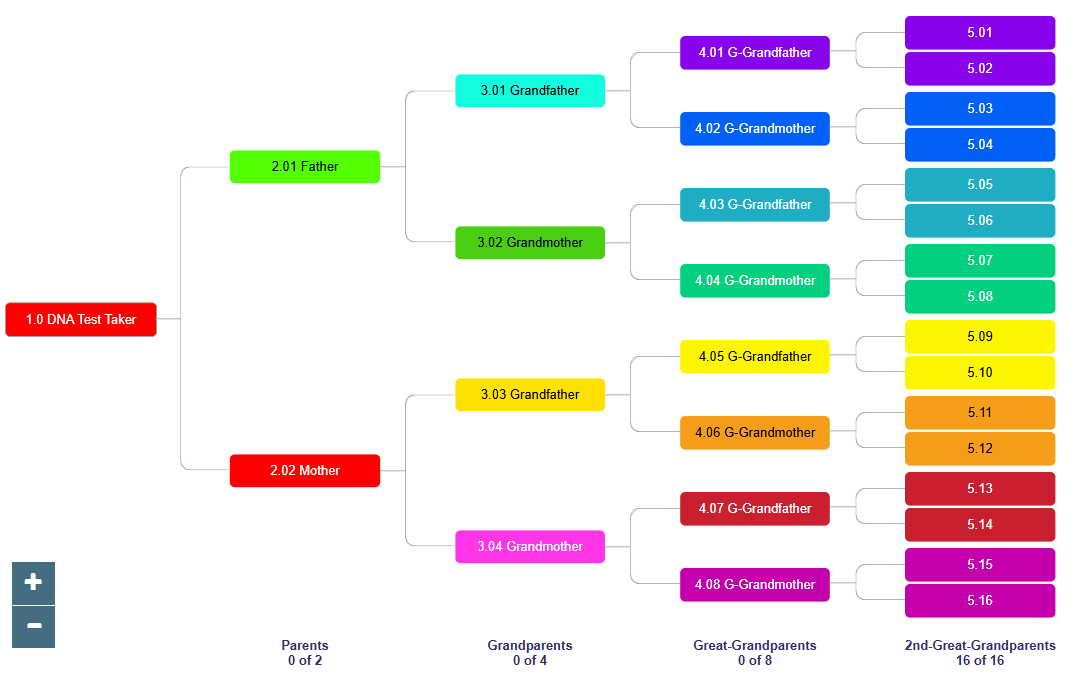 1.0 DNA Test Taker
2.01 Father
2.02 Mother
3.01 Grandfather
3.02 Grandmother
3.03 Grandfather
3.04 Grandmother
4.01 G-Grandfather
4.02 G-Grandmother
4.03 G-Grandfather
4.04 G-Grandmother
4.05 G-Grandfather
4.06 G-Grandmother
4.07 G-Grandfather
4.08 G-Grandmother
5.01
5.02
5.03
5.04
5.05
5.06
5.07
5.08
5.09
5.10
5.11
5.12
5.13
5.14
5.15
5.16
+
−
Parents
0 of 2
Grandparents
0 of 4
Great-Grandparents
0 of 8
2nd-Great-Grandparents
16 of 16